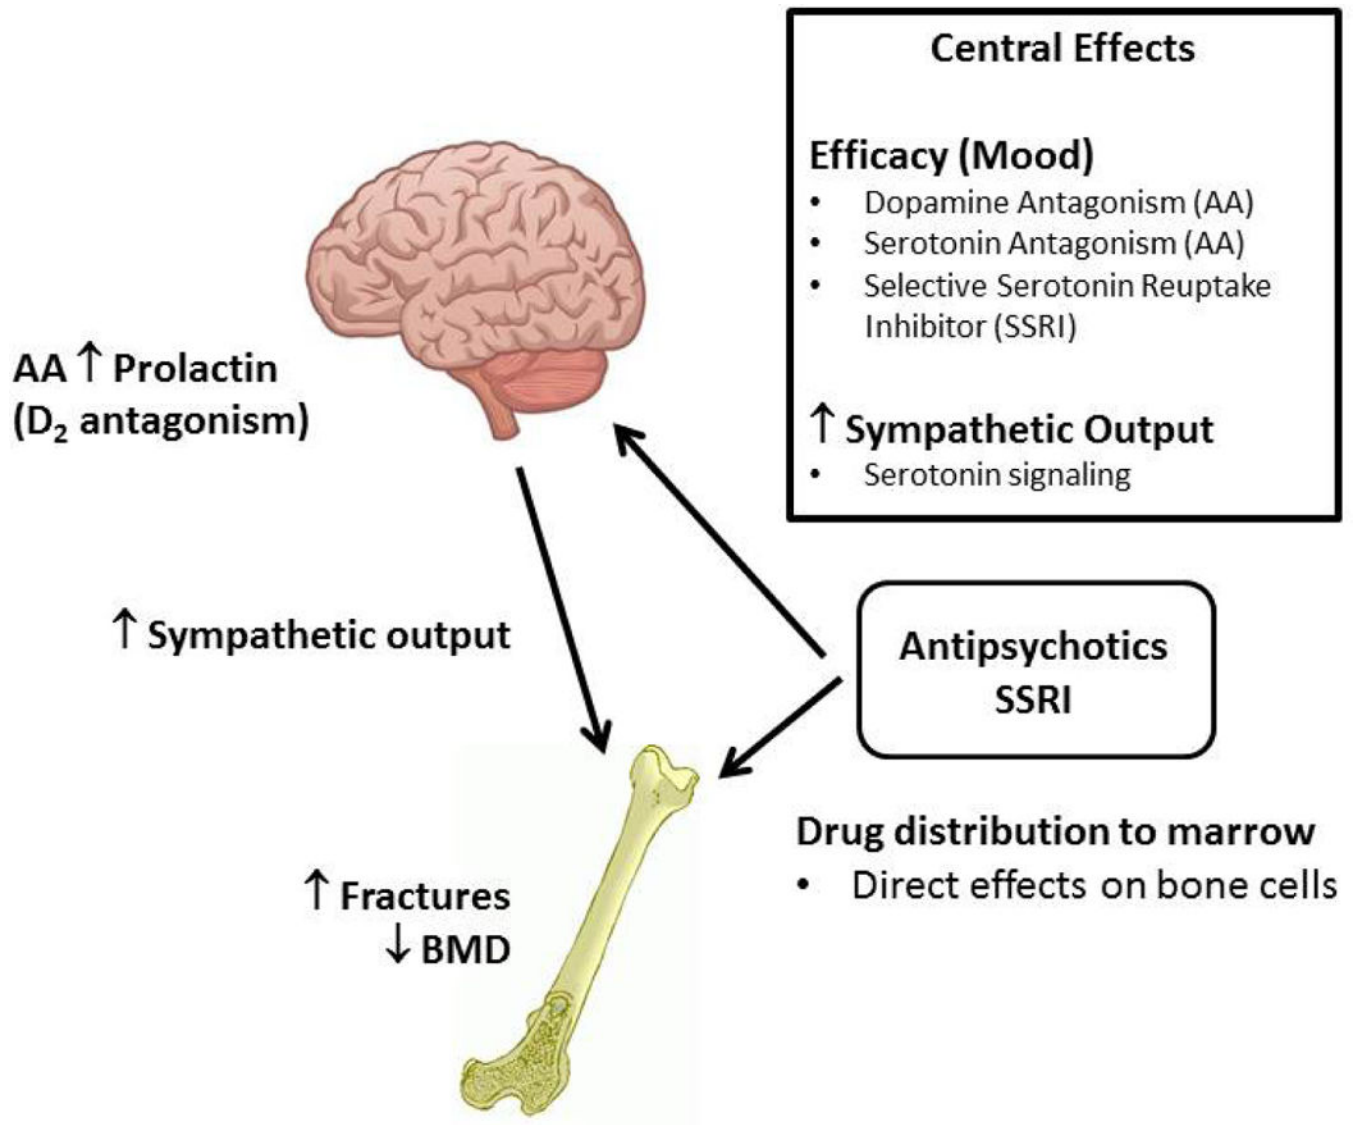 Central Effects
Efficacy (Mood)
• Dopamine Antagonism (AA)
• Serotonin Antagonism (AA)
• Selective Serotonin Reuptake
Inhibitor (SSRI)
↑ Sympathetic Output
• Serotonin signaling
AA ↑ Prolactin
(D₂ antagonism)
↑ Sympathetic output
Antipsychotics
SSRI
Drug distribution to marrow
• Direct effects on bone cells
↑ Fractures
↓ BMD